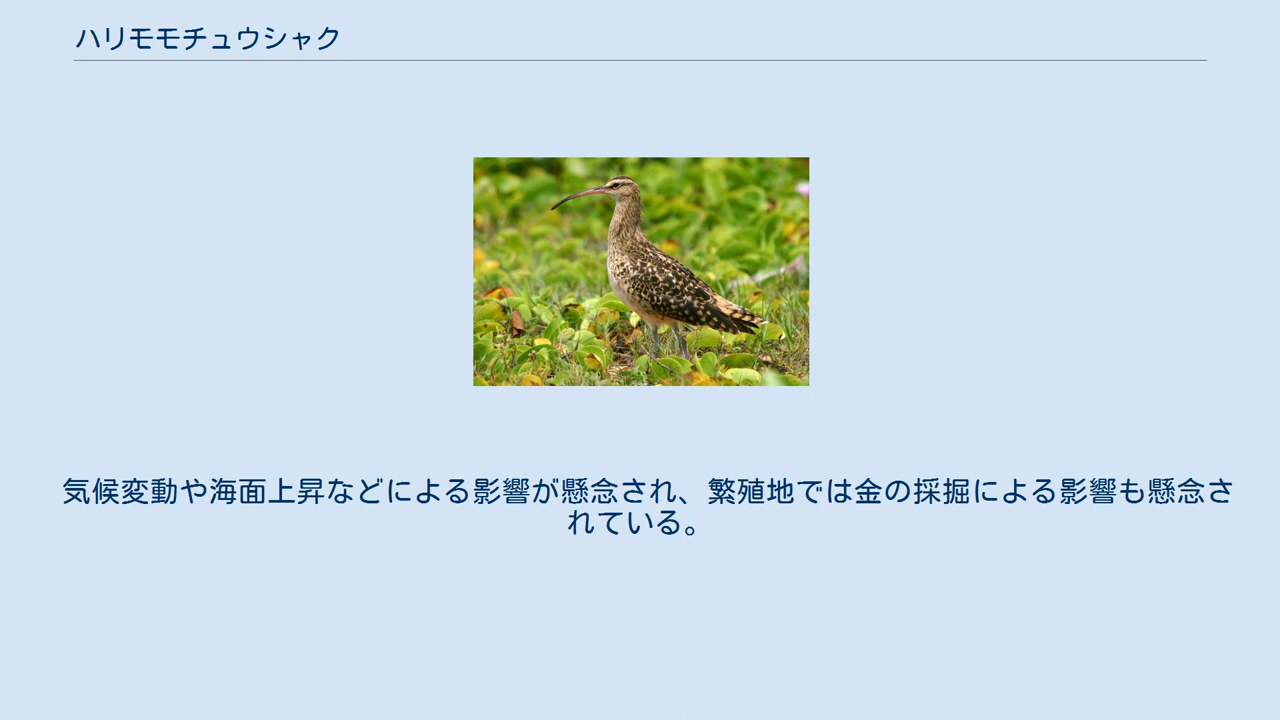 ハリモモチュウシャク
気候変動や海面上昇などによる影響が懸念され、繁殖地では金の採掘による影響も懸念さ
れている。